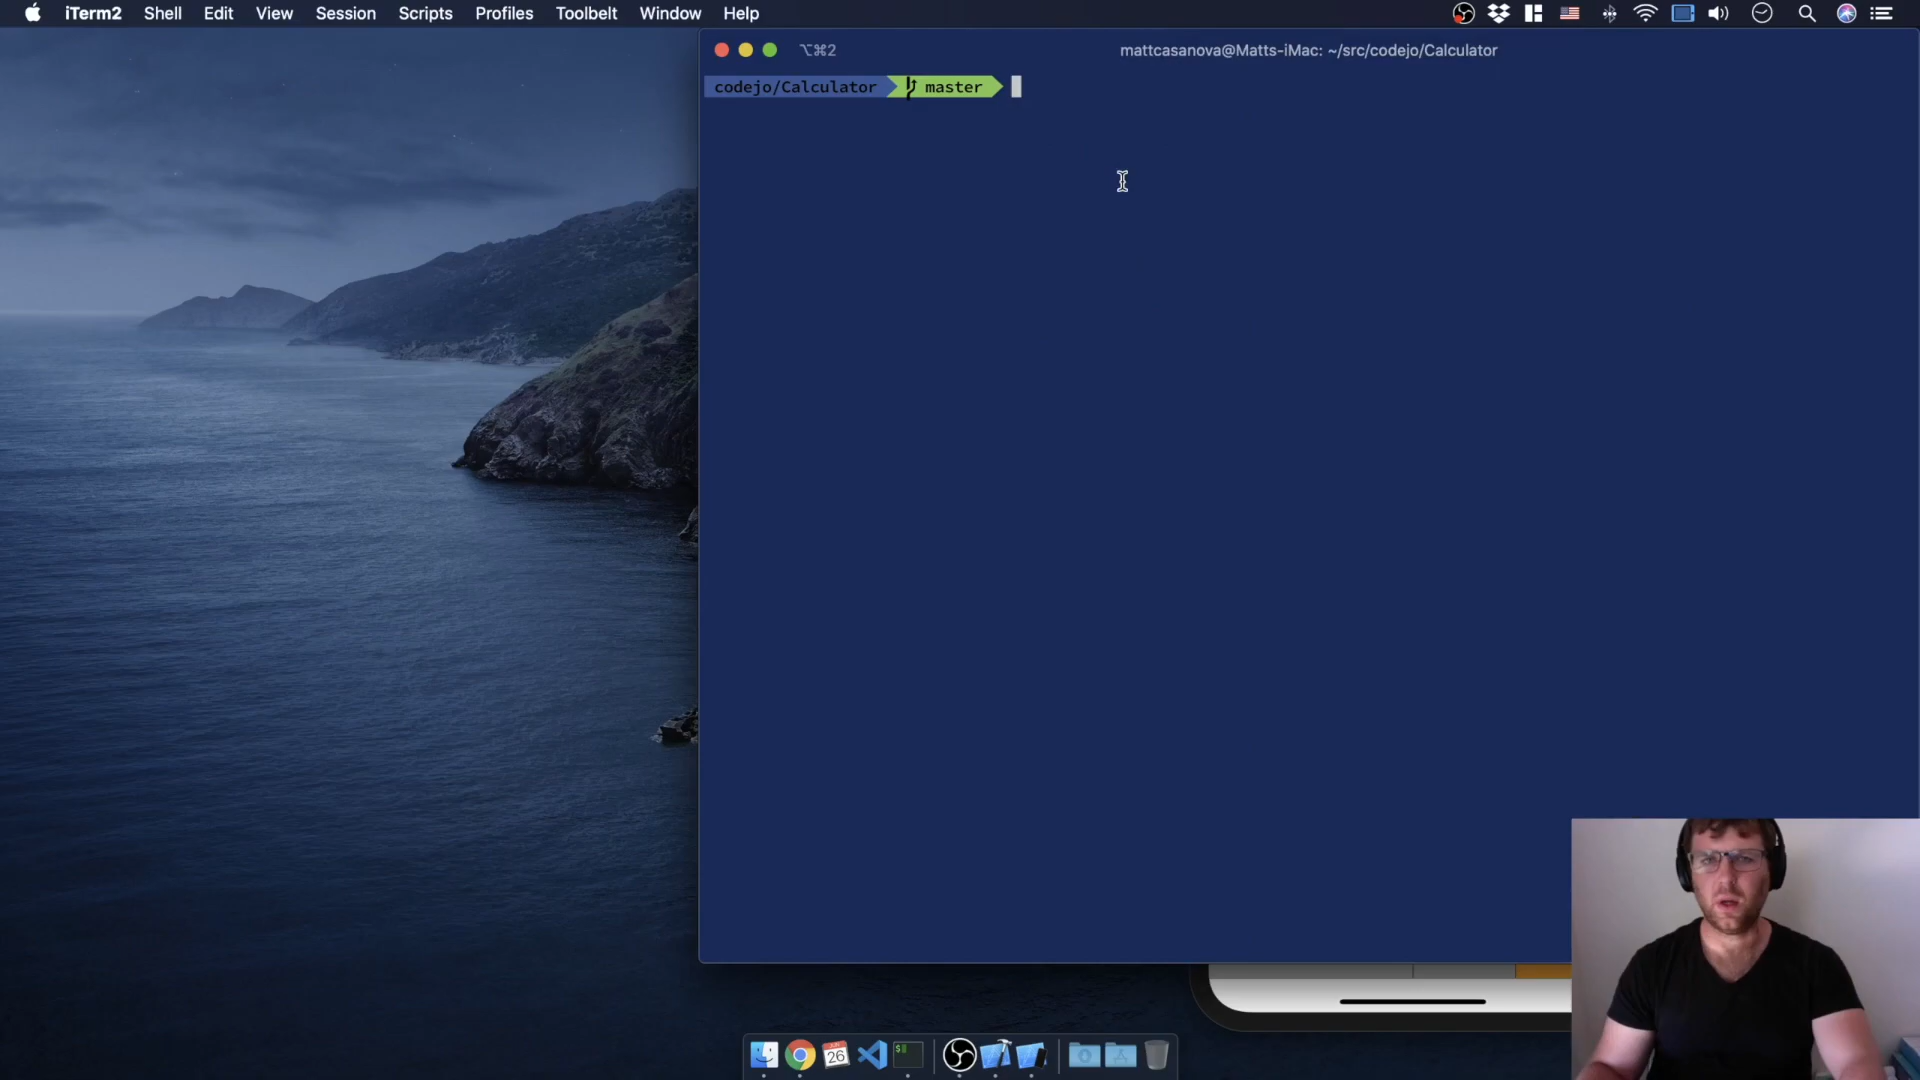 iTerm2 Shell Edit View Session Scripts Profiles Toolbelt Window Help
⌥⌘2 mattcasanova@Matts-iMac: ~/src/codejo/Calculator
codejo/Calculator master
JUN
26
$